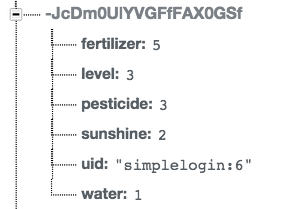 -JcDm0UlYVGFfFAX0GSf
fertilizer: 5
level: 3
pesticide: 3
sunshine: 2
uid: "simplelogin:6"
water: 1